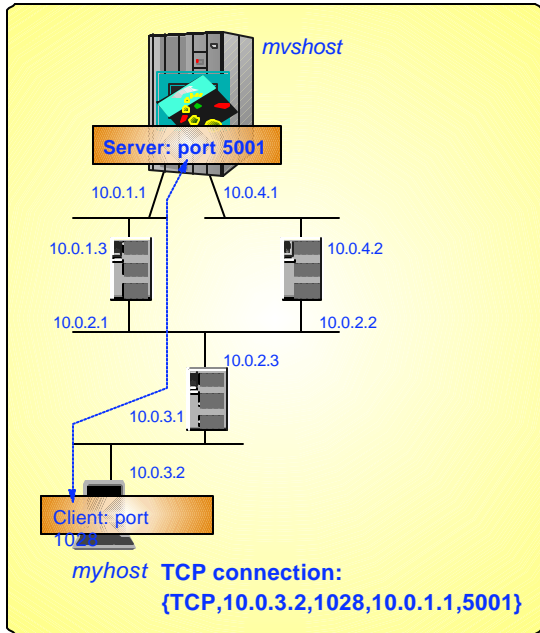 mvshost
Server: port 5001
10.0.1.1
10.0.4.1
10.0.1.3
10.0.4.2
10.0.2.1
10.0.2.2
10.0.2.3
10.0.3.1
10.0.3.2
Client: port
1028
myhost
TCP connection:
{TCP,10.0.3.2,1028,10.0.1.1,5001}